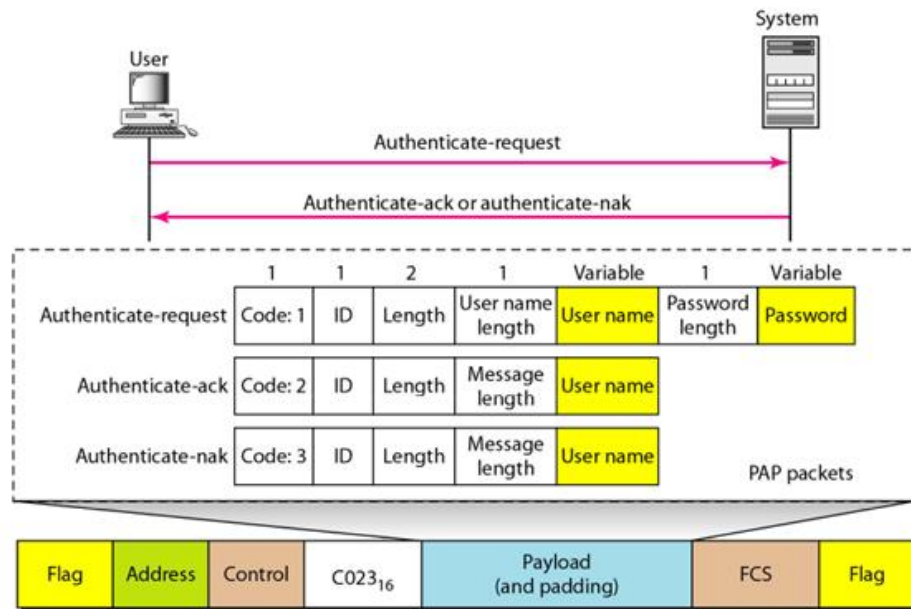 System
User
Authenticate-request
Authenticate-ack or authenticate-nak
1 1 2 1 Variable 1 Variable
Authenticate-request Code: 1 ID Length User name length User name Password length Password
Authenticate-ack Code: 2 ID Length Message length User name
Authenticate-nak Code: 3 ID Length Message length User name
PAP packets
Flag Address Control C023₁₆ Payload (and padding) FCS Flag